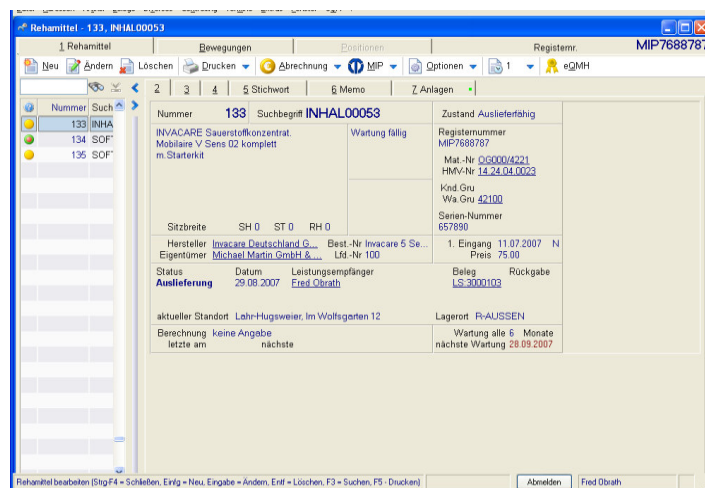 Rehamittel - 133, INHAL00053
1 Rehamittel Bewegungen Positionen Registernr. MIP7688787
Neu Ändern Löschen Drucken Abrechnung MIP Optionen 1 eQMH
2 3 4 5 Stichwort 6 Memo 7 Anlagen
Nummer Such
133 INHA
134 SOFT
135 SOFT
Nummer 133 Suchbegriff INHAL00053 Zustand Auslieferfähig
INVACARE Sauerstoffkonzentrat. Wartung fällig Registernummer
Mobilaire V Sens 02 komplett MIP7688787
m.Starterkit
Mat.-Nr OG000/4221
HMV-Nr 14.24.04.0023
Knd.Gru
Wa.Gru 42100
Serien-Nummer
Sitzbreite SH 0 ST 0 RH 0 657890
Hersteller Invacare Deutschland G... Best.-Nr Invacare 5 Se... 1. Eingang 11.07.2007 N
Eigentümer Michael Martin GmbH & ... Lfd.-Nr 100 Preis 75.00
Status Datum Leistungsempfänger Beleg Rückgabe
Auslieferung 29.08.2007 Fred Obrath LS:3000103
aktueller Standort Lahr-Hugsweier, Im Wolfsgarten 12 Lagerort R-AUSSEN
Berechnung keine Angabe Wartung alle 6 Monate
letzte am nächste nächste Wartung 28.09.2007
Rehamittel bearbeiten (Strg-F4 = Schließen, Einfg = Neu, Eingabe = Ändern, Entf = Löschen, F3 = Suchen, F5 - Drucken) Abmelden Fred Obrath